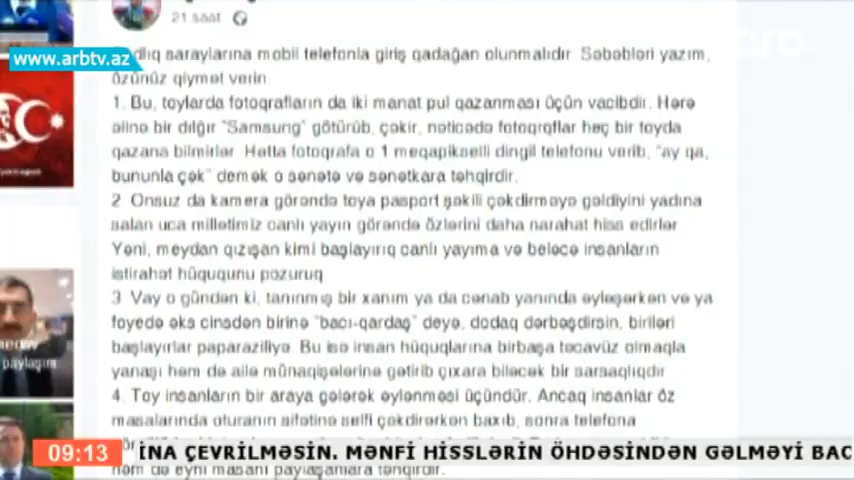 21 saat
www.arbtv.az
saraylarına mobil telefonla giriş qadağan olunmalıdır Səbəbləri yazım,
özünüz qiymət verin
1. Bu, toylarda fotoqrafların da iki manat pul qazanması üçün vacibdir. Hərə
əlinə bir dılğır "Samsung" götürüb, çəkir, nəticədə fotoqroflar heç bir toyda
qazana bilmirlər. Hətta fotoqrafa o 1 meqapikselli dingil telefonu verib, "ay qa,
bununla çək" demək o sənətə və sənətkara təhqirdir.
2 Onsuz da kamera görəndə toya pasport şəkili çəkdirməyə gəldiyini yadına
salan uca millətimiz canlı yayın görəndə özlərini daha narahat hiss edirlər
Yəni, meydan qızışan kimi başlayırıq canlı yayıma və beləcə insanların
istirahət hüququnu pozuruq
3 Vay o gündən ki, tanınmış bir xanım ya da cənab yanında əyləşərkən və ya
foyedə əks cinsdən birinə "bacı-qardaş" deyə, dodaq dərbəşdirsin, biriləri
başlayırlar paparaziliyə. Bu isə insan hüquqlarına birbaşa təcavüz olmaqla
yanaşı həm də ailə münaqişələrinə gətirib çıxara biləcək bir sarsaqlıqdır
4. Toy insanların bir araya gələrək əylənməsi üçündür. Ancaq insanlar öz
masalarında oturanın sifətinə selfi çəkdirərkən baxıb, sonra telefona
həm də eyni masanı paylaşanlara təhqirdir.
paylaşım
09:13
İNA ÇEVRİLMƏSİN. MƏNFİ HİSSLƏRİN ÖHDƏSİNDƏN GƏLMƏYİ BAC